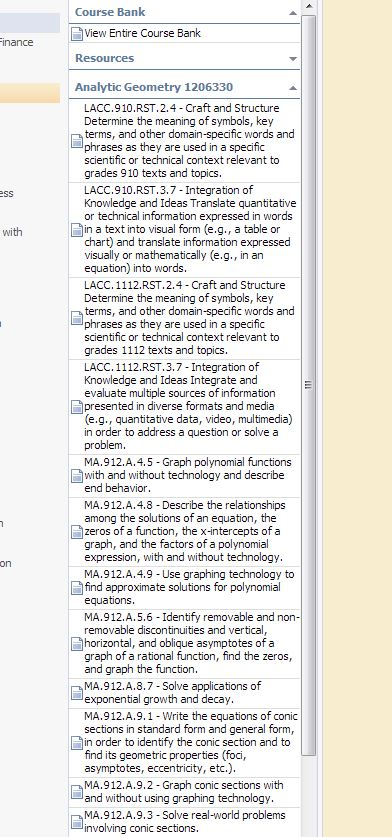 Course Bank
View Entire Course Bank
Finance
Resources
Analytic Geometry 1206330
LACC.910.RST.2.4 - Craft and Structure
Determine the meaning of symbols, key
terms, and other domain-specific words and
phrases as they are used in a specific
scientific or technical context relevant to
grades 910 texts and topics.
LACC.910.RST.3.7 - Integration of
Knowledge and Ideas Translate quantitative
or technical information expressed in words
in a text into visual form (e.g., a table or
chart) and translate information expressed
visually or mathematically (e.g., in an
equation) into words.
ess
with
LACC.1112.RST.2.4 - Craft and Structure
Determine the meaning of symbols, key
terms, and other domain-specific words and
phrases as they are used in a specific
scientific or technical context relevant to
grades 1112 texts and topics.
LACC.1112.RST.3.7 - Integration of
Knowledge and Ideas Integrate and
evaluate multiple sources of information
presented in diverse formats and media
(e.g., quantitative data, video, multimedia)
in order to address a question or solve a
problem.
MA.912.A.4.5 - Graph polynomial functions
with and without technology and describe
end behavior.
MA.912.A.4.8 - Describe the relationships
among the solutions of an equation, the
zeros of a function, the x-intercepts of a
graph, and the factors of a polynomial
expression, with and without technology.
n
on
MA.912.A.4.9 - Use graphing technology to
find approximate solutions for polynomial
equations.
MA.912.A.5.6 - Identify removable and non-
removable discontinuities and vertical,
horizontal, and oblique asymptotes of a
graph of a rational function, find the zeros,
and graph the function.
MA.912.A.8.7 - Solve applications of
exponential growth and decay.
MA.912.A.9.1 - Write the equations of conic
sections in standard form and general form,
in order to identify the conic section and to
find its geometric properties (foci,
asymptotes, eccentricity, etc.).
MA.912.A.9.2 - Graph conic sections with
and without using graphing technology.
MA.912.A.9.3 - Solve real-world problems
involving conic sections.